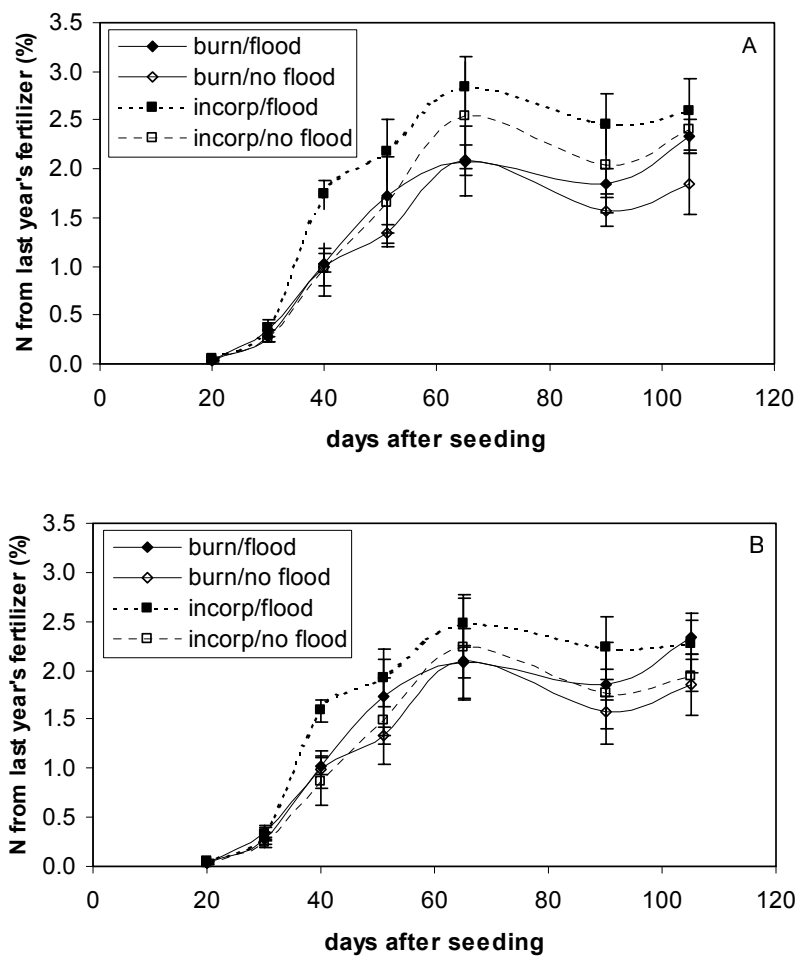 3.5
3.0
2.5
2.0
1.5
1.0
0.5
0.0
N from last year's fertilizer (%)
burn/flood
burn/no flood
incorp/flood
incorp/no flood
A
0 20 40 60 80 100 120
days after seeding
3.5
3.0
2.5
2.0
1.5
1.0
0.5
0.0
N from last year's fertilizer (%)
burn/flood
burn/no flood
incorp/flood
incorp/no flood
B
0 20 40 60 80 100 120
days after seeding